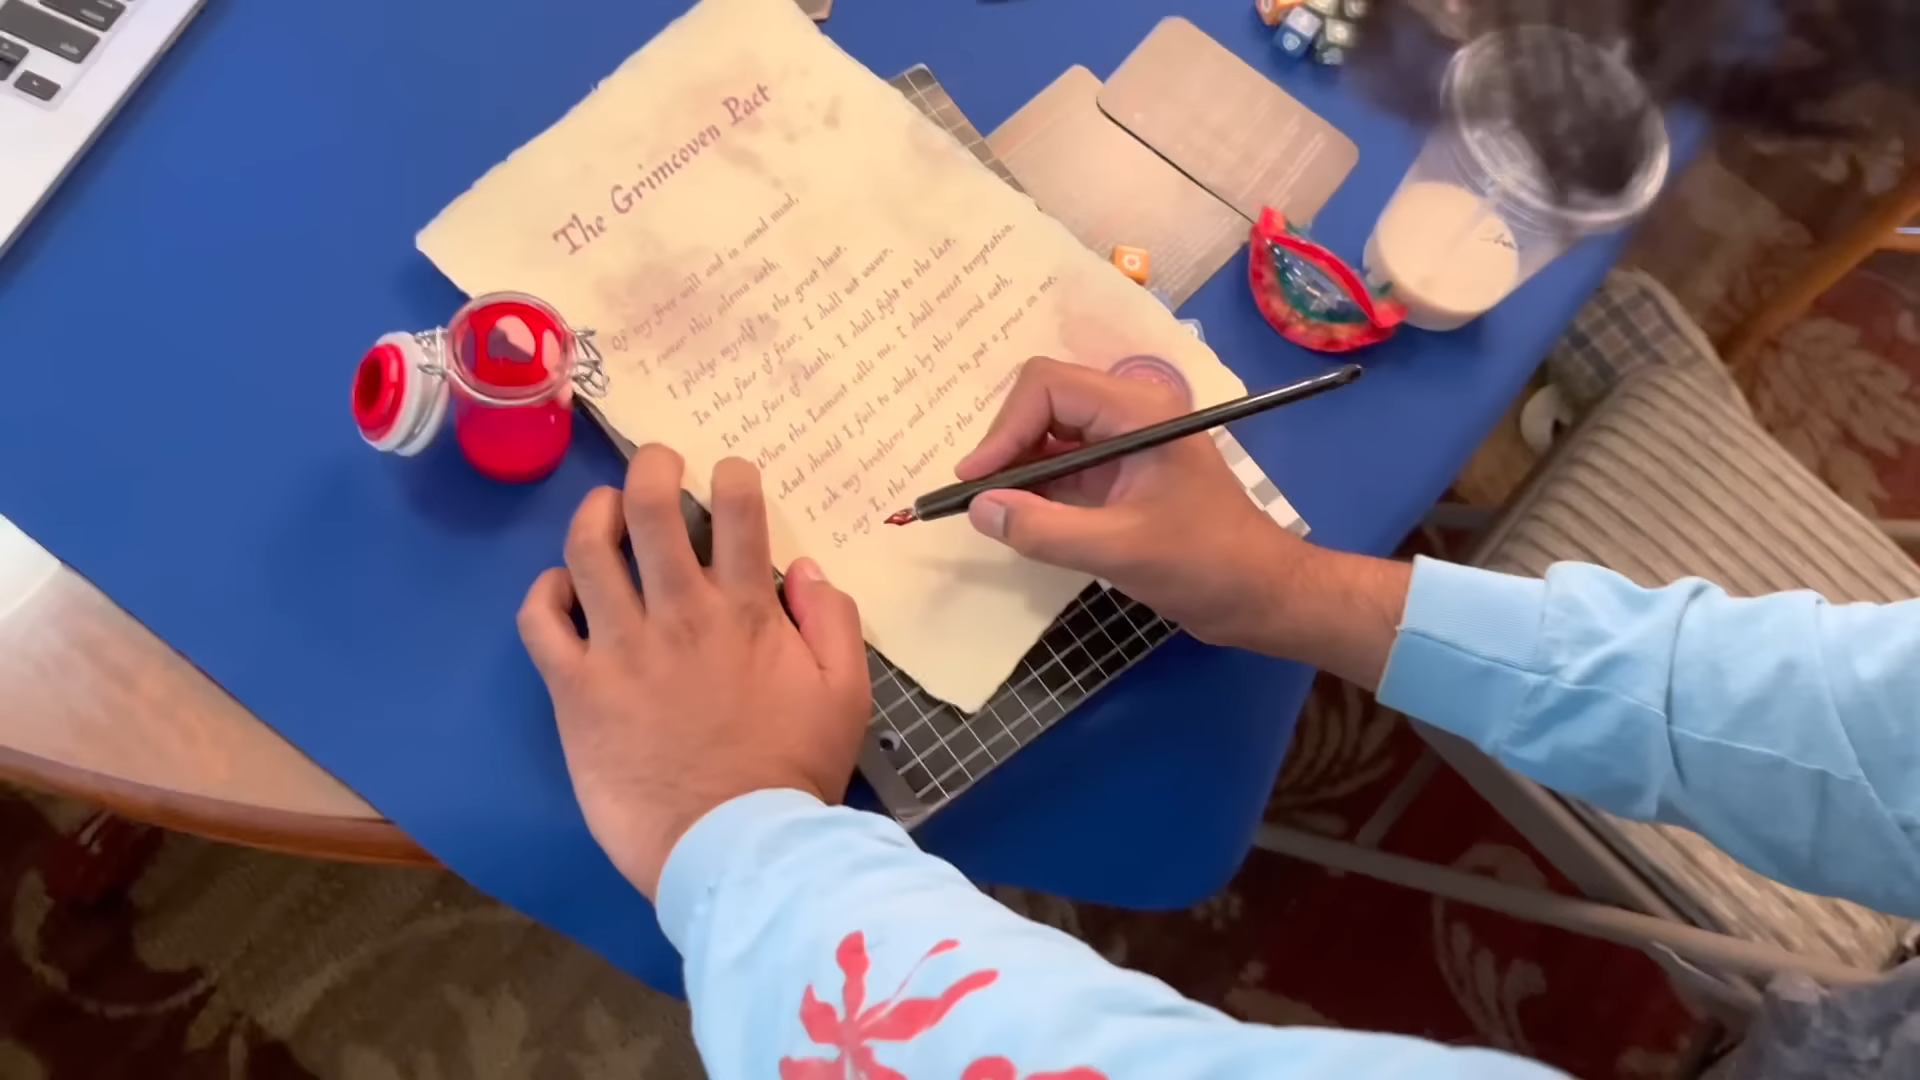 The Grimcoven Pact
Of my free will and in sound mind,
I swear this solemn oath.
I pledge myself to the great hunt.
In the face of fear, I shall not waver.
In the face of death, I shall fight to the last.
When the Lament calls me, I shall resist temptation.
And should I fail to abide by this sacred oath,
I ask my brothers and sisters to put a price on me.
So say I, the hunter of the Grimcoven